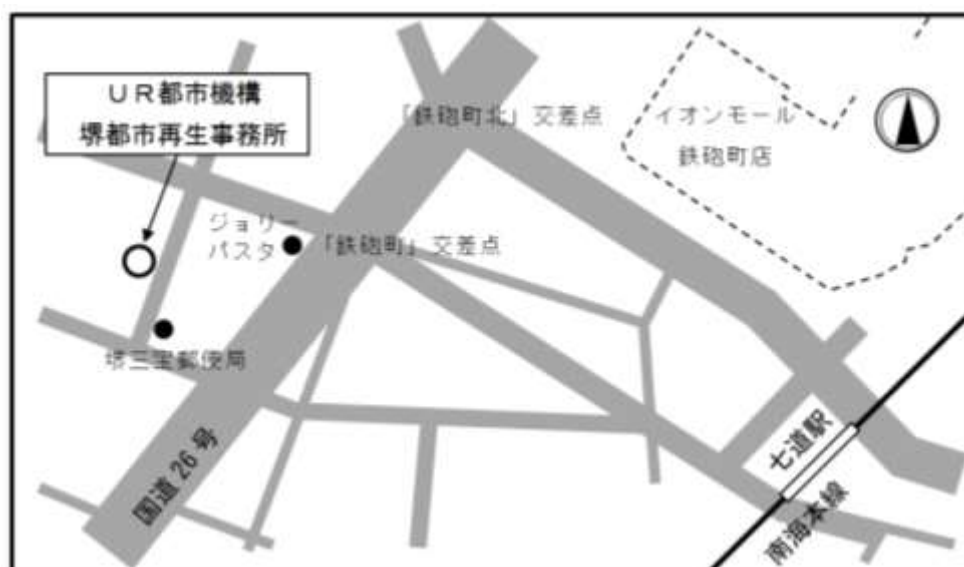 ＵＲ都市機構
堺都市再生事務所
「鉄砲町北」交差点
イオンモール
鉄砲町店
ジョリー
パスタ
「鉄砲町」交差点
堺三宝郵便局
国道26号
七道駅
南海本線